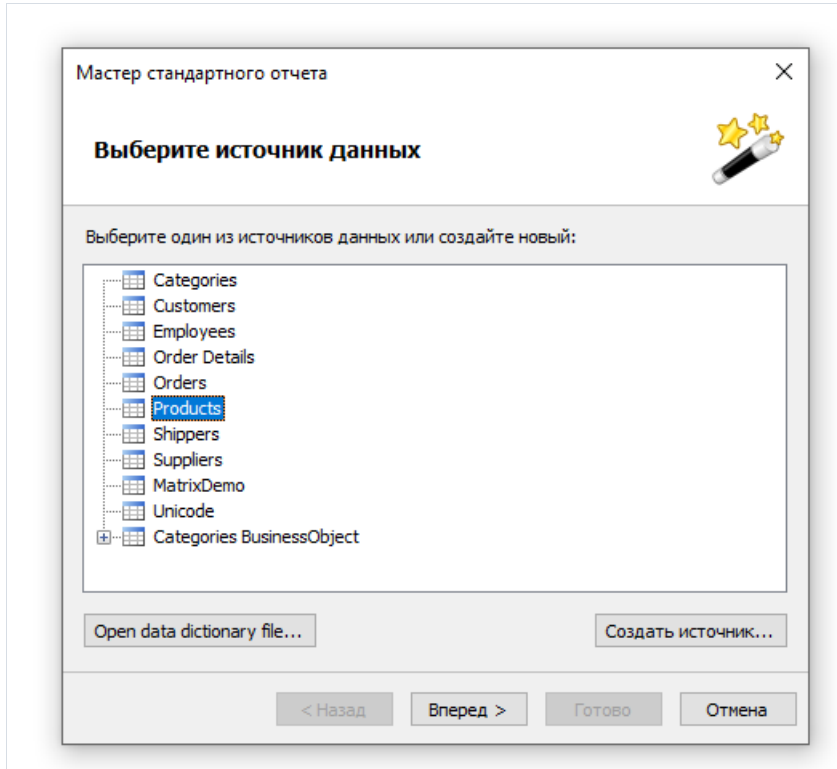 Мастер стандартного отчета
Выберите источник данных
Выберите один из источников данных или создайте новый:
Categories
Customers
Employees
Order Details
Orders
Products
Shippers
Suppliers
MatrixDemo
Unicode
Categories BusinessObject
Open data dictionary file... Создать источник...
< Назад Вперед > Готово Отмена